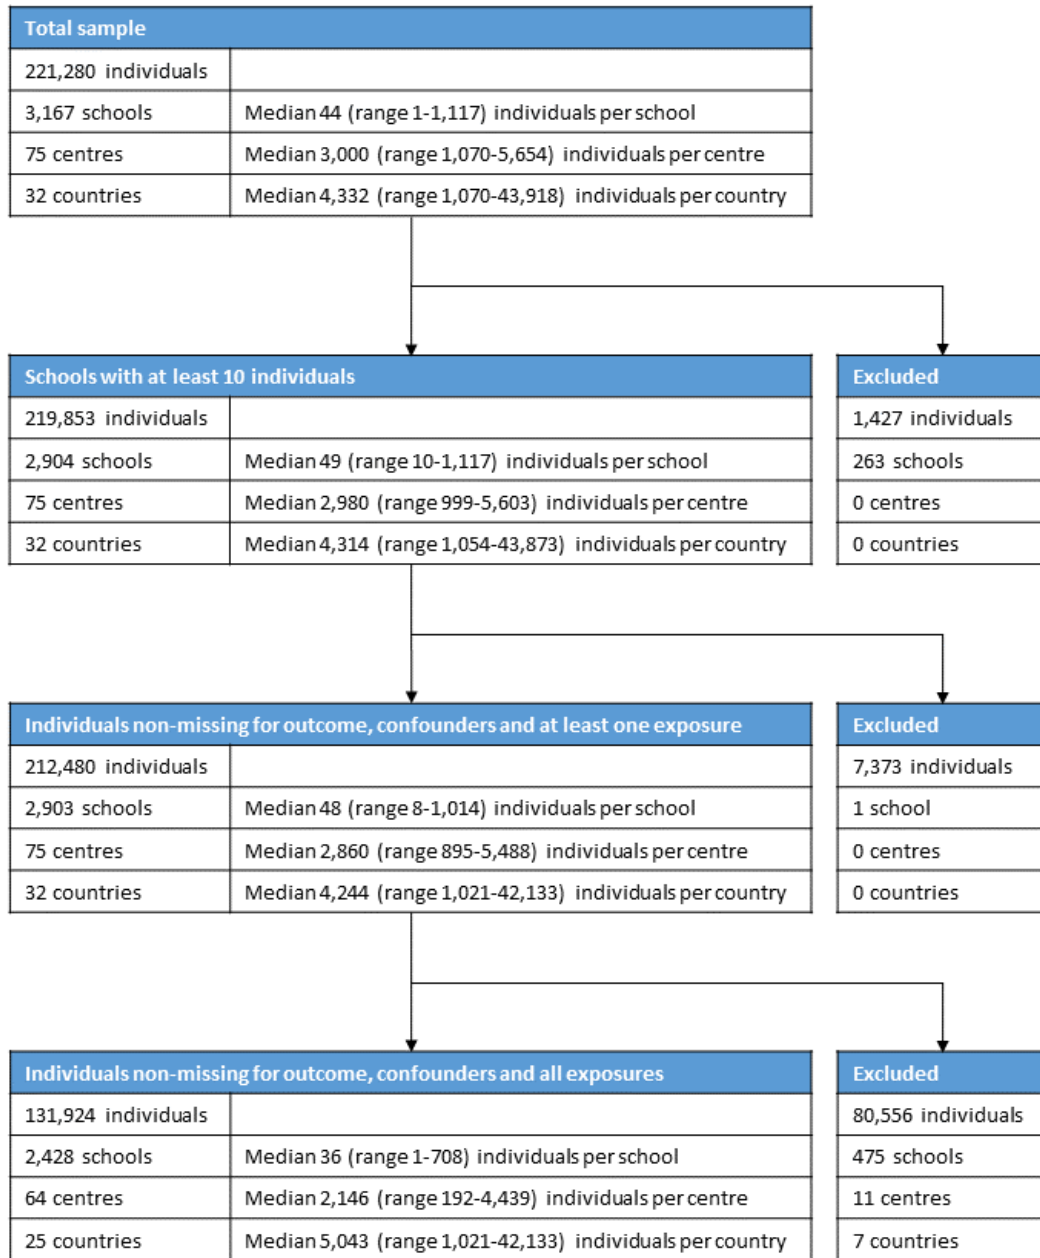 Total sample
221,280 individuals
3,167 schools Median 44 (range 1-1,117) individuals per school
75 centres Median 3,000 (range 1,070-5,654) individuals per centre
32 countries Median 4,332 (range 1,070-43,918) individuals per country
Schools with at least 10 individuals Excluded
219,853 individuals 1,427 individuals
2,904 schools Median 49 (range 10-1,117) individuals per school 263 schools
75 centres Median 2,980 (range 999-5,603) individuals per centre 0 centres
32 countries Median 4,314 (range 1,054-43,873) individuals per country 0 countries
Individuals non-missing for outcome, confounders and at least one exposure Excluded
212,480 individuals 7,373 individuals
2,903 schools Median 48 (range 8-1,014) individuals per school 1 school
75 centres Median 2,860 (range 895-5,488) individuals per centre 0 centres
32 countries Median 4,244 (range 1,021-42,133) individuals per country 0 countries
Individuals non-missing for outcome, confounders and all exposures Excluded
131,924 individuals 80,556 individuals
2,428 schools Median 36 (range 1-708) individuals per school 475 schools
64 centres Median 2,146 (range 192-4,439) individuals per centre 11 centres
25 countries Median 5,043 (range 1,021-42,133) individuals per country 7 countries